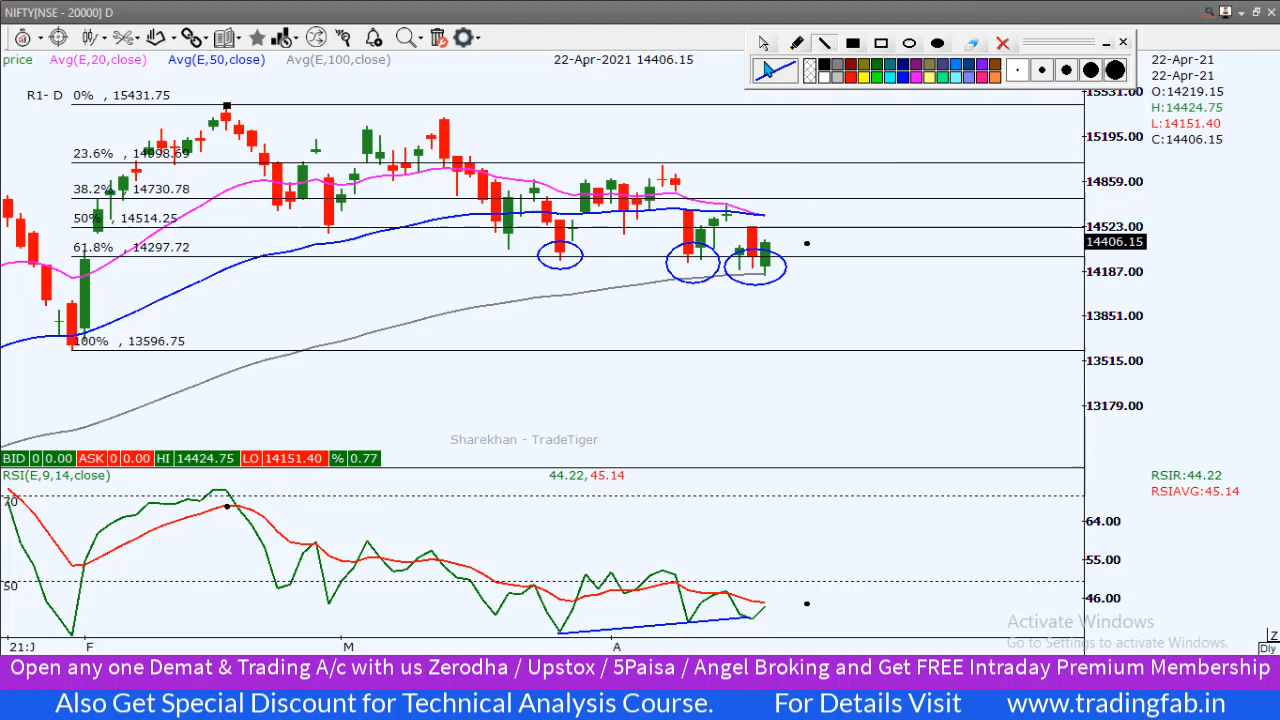 NIFTY[NSE - 20000] D
price Avg(E,20,close) Avg(E,50,close) Avg(E,100,close) 22-Apr-2021 14406.15
22-Apr-21
22-Apr-21
O:14219.15
H:14424.75
L:14151.40
C:14406.15
R1- D 0% , 15431.75
23.6% , 14998.69
38.2% , 14730.78
50% , 14514.25
61.8% , 14297.72
100% , 13596.75
15531.00
15195.00
14859.00
14523.00
14406.15
14187.00
13851.00
13515.00
13179.00
Sharekhan - TradeTiger
BID 0 0.00 ASK 0 0.00 HI 14424.75 LO 14151.40 % 0.77
RSI(E,9,14,close) 44.22,45.14
RSIR:44.22
RSIAVG:45.14
70
50
64.00
55.00
46.00
Activate Windows
Go to Settings to activate Windows.
21:J F M A
Z
Dly
Open any one Demat & Trading A/c with us Zerodha / Upstox / 5Paisa / Angel Broking and Get FREE Intraday Premium Membership
Also Get Special Discount for Technical Analysis Course. For Details Visit www.tradingfab.in